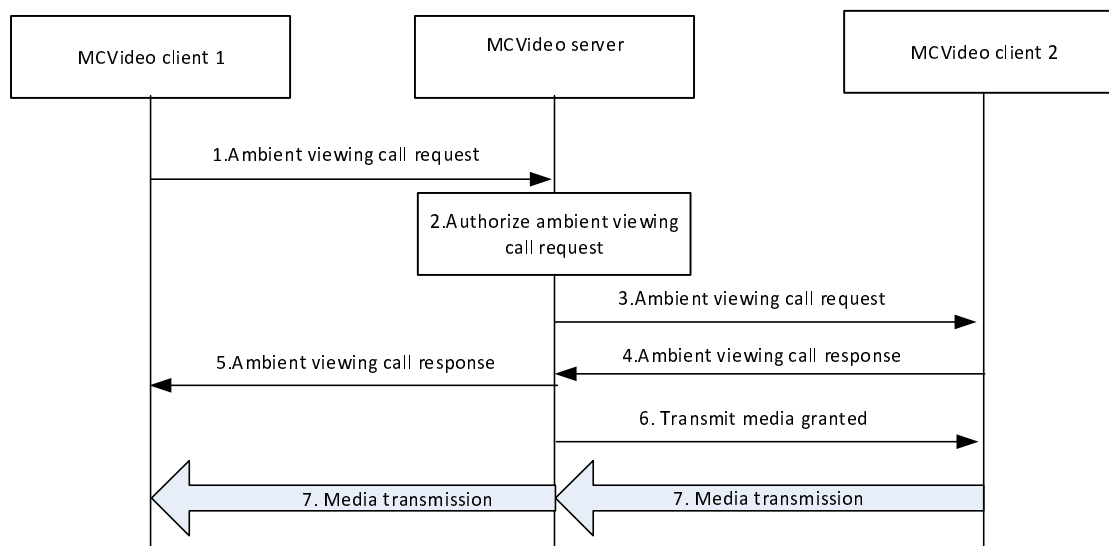 MCVideo client 1
MCVideo server
MCVideo client 2
1.Ambient viewing call request
2.Authorize ambient viewing
call request
3.Ambient viewing call request
4.Ambient viewing call response
5.Ambient viewing call response
6. Transmit media granted
7. Media transmission
7. Media transmission